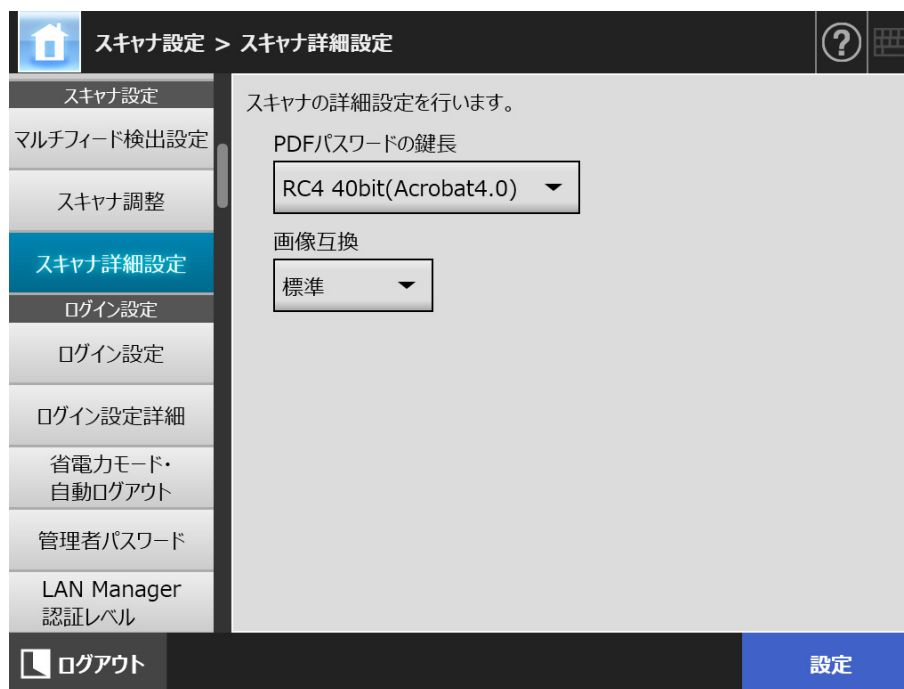 スキャナ設定 > スキャナ詳細設定
?
スキャナ設定
マルチフィード検出設定
スキャナ調整
スキャナ詳細設定
ログイン設定
ログイン設定
ログイン設定詳細
省電力モード・
自動ログアウト
管理者パスワード
LAN Manager
認証レベル
スキャナの詳細設定を行います。
PDFパスワードの鍵長
RC4 40bit(Acrobat4.0)
画像互換
標準
ログアウト
設定